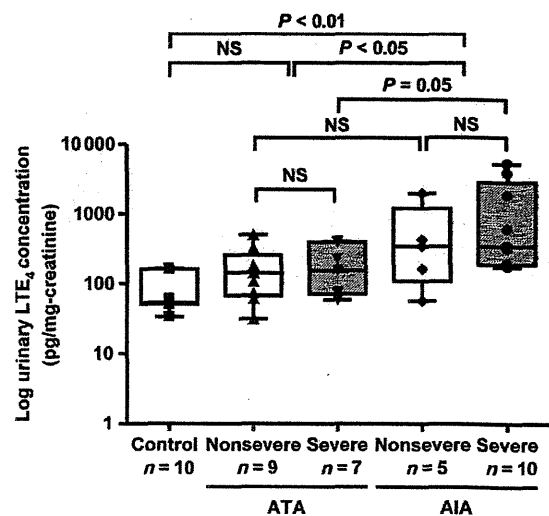 P < 0.01
NS P < 0.05
P = 0.05
NS NS
NS
Log urinary LTE4 concentration
(pg/mg-creatinine)
10 000
1000
100
10
1
Control Nonsevere Severe Nonsevere Severe
n = 10 n = 9 n = 7 n = 5 n = 10
ATA AIA